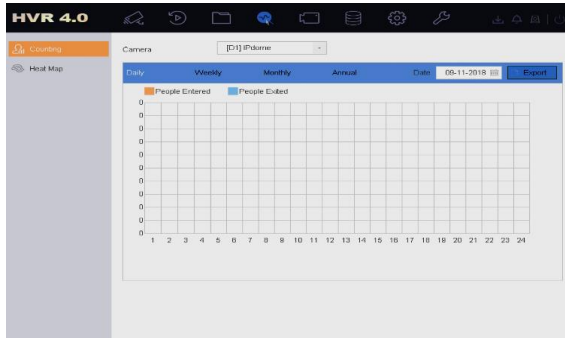 HVR 4.0
Counting
Heat Map
Camera [D1] IPdome
Daily Weekly Monthly Annual Date 09-11-2018 Export
People Entered People Exited
0
0
0
0
0
0
0
0
0
0
0
1 2 3 4 5 6 7 8 9 10 11 12 13 14 15 16 17 18 19 20 21 22 23 24